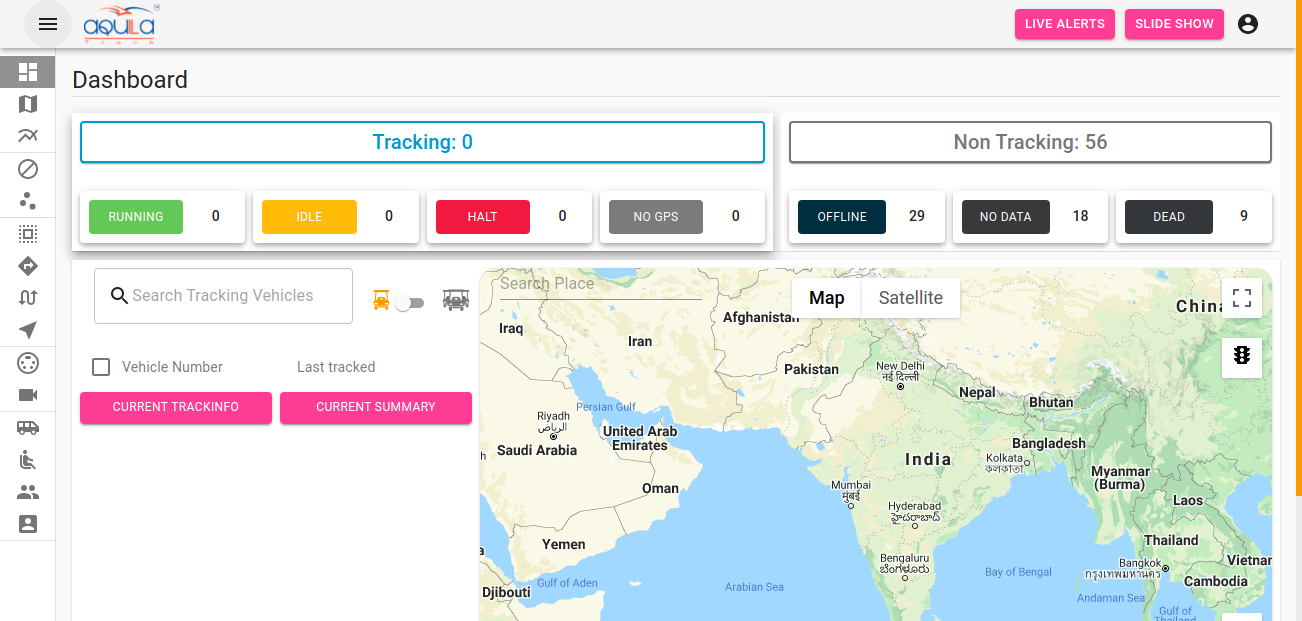 AQUILA
Track
LIVE ALERTS
SLIDE SHOW
Dashboard
Tracking: 0
Non Tracking: 56
RUNNING 0
IDLE 0
HALT 0
NO GPS 0
OFFLINE 29
NO DATA 18
DEAD 9
Search Tracking Vehicles
Vehicle Number
Last tracked
CURRENT TRACKINFO
CURRENT SUMMARY
Search Place
Map
Satellite
China
Afghanistan
Iraq
Iran
Pakistan
New Delhi
नई दिल्ली
Nepal
Bhutan
Persian Gulf
Riyadh
الرياض
United Arab
Emirates
Bangladesh
Saudi Arabia
India
Kolkata
কলকাতা
Myanmar
(Burma)
Oman
Mumbai
मुंबई
Laos
Hyderabad
హైదరాబాద్
Yemen
Thailand
Bengaluru
ಬೆಂಗಳೂರು
Bangkok
กรุงเทพมหานคร
Vietnam
Bay of Bengal
Gulf of Aden
Arabian Sea
Cambodia
Djibouti
Andaman Sea
Gulf of
Thailand